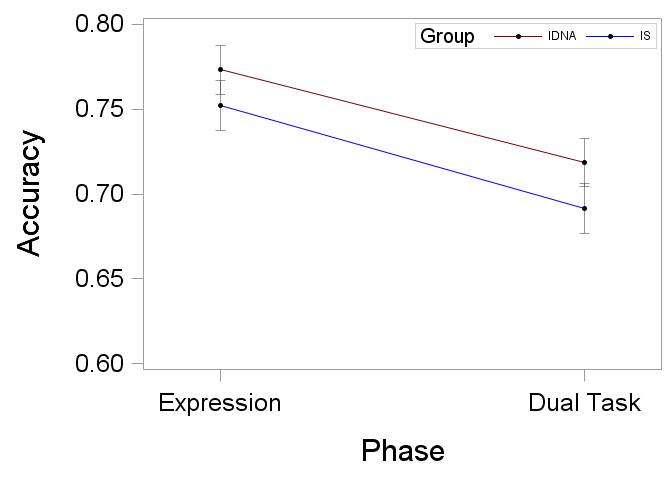 0.80
Group IDNA IS
0.75
0.70
0.65
0.60
Accuracy
Expression Dual Task
Phase